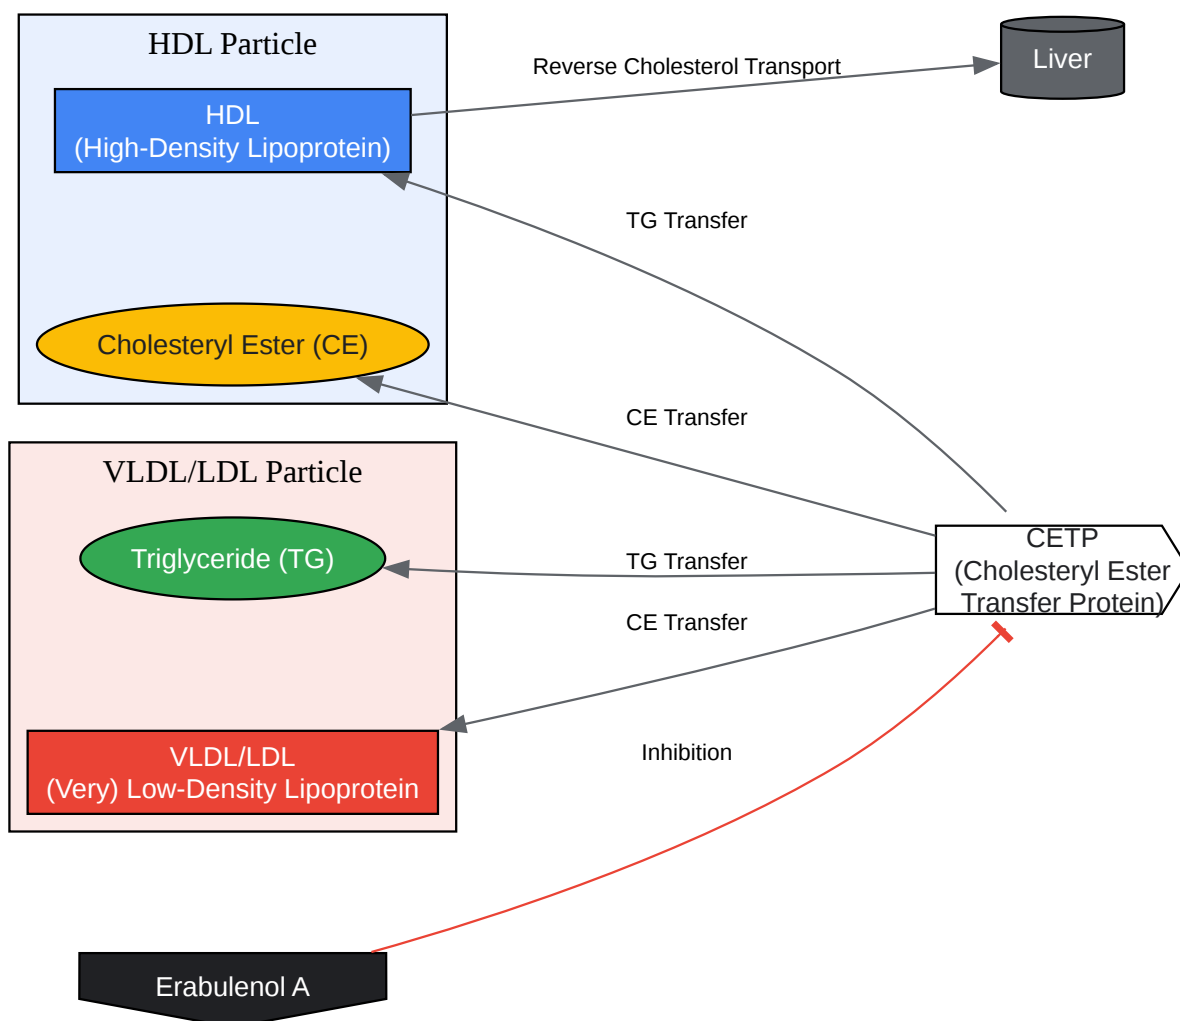 HDL Particle
HDL
(High-Density Lipoprotein)
Cholesteryl Ester (CE)
Reverse Cholesterol Transport
Liver
TG Transfer
CE Transfer
VLDL/LDL Particle
Triglyceride (TG)
TG Transfer
CE Transfer
CETP
(Cholesteryl Ester
Transfer Protein)
VLDL/LDL
(Very) Low-Density Lipoprotein
Inhibition
Erabulenol A